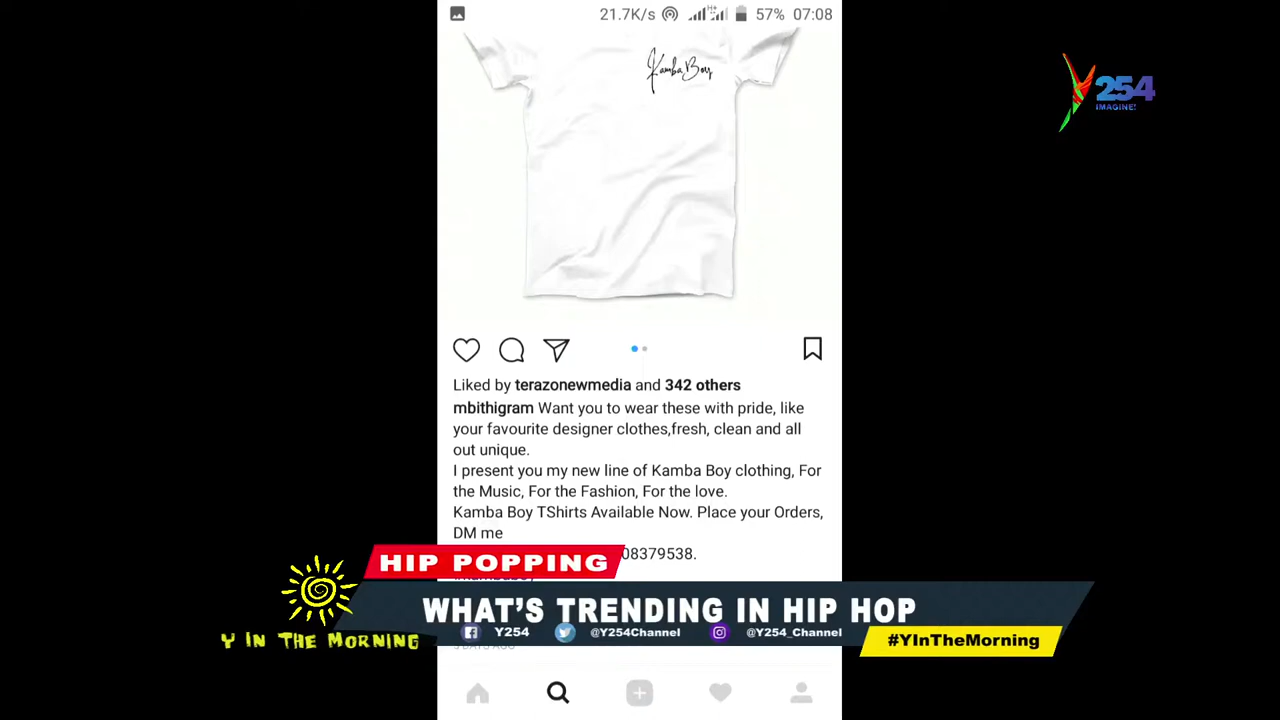 21.7K/s H+ 57% 07:08
Kamba Boy
254
IMAGINE!
Liked by terazonewmedia and 342 others
mbithigram Want you to wear these with pride, like
your favourite designer clothes,fresh, clean and all
out unique.
I present you my new line of Kamba Boy clothing, For
the Music, For the Fashion, For the love.
Kamba Boy TShirts Available Now. Place your Orders,
DM me
08379538.
HIP POPPING
WHAT'S TRENDING IN HIP HOP
Y254 @Y254Channel @Y254_Channel
Y IN THE MORNING
#YInTheMorning
DAYS AGO